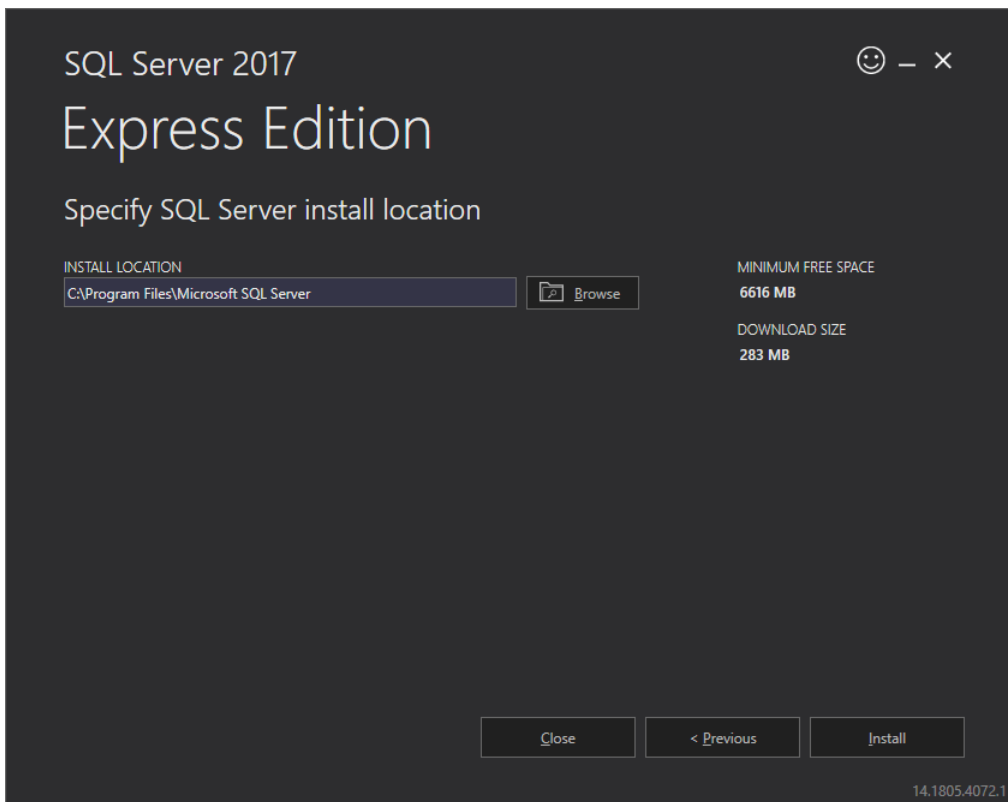 SQL Server 2017
Express Edition
Specify SQL Server install location
INSTALL LOCATION
C:\Program Files\Microsoft SQL Server
Browse
MINIMUM FREE SPACE
6616 MB
DOWNLOAD SIZE
283 MB
Close
< Previous
Install
14.1805.4072.1